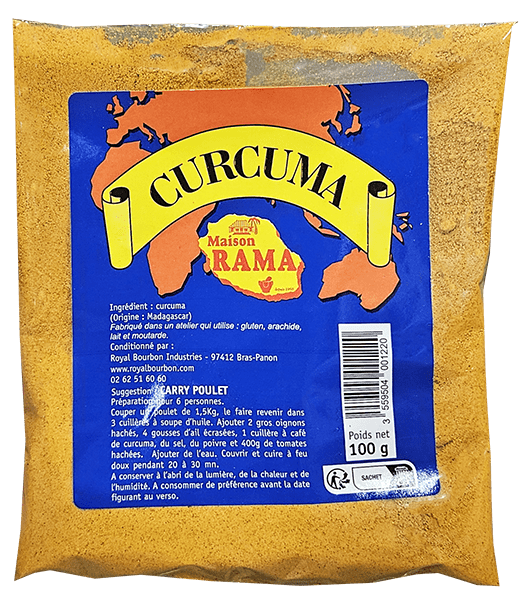 CURCUMA
Maison
RAMA
Ingrédient : curcuma
(Origine : Madagascar)
Fabriqué dans un atelier qui utilise : gluten, arachide,
lait et moutarde.
Conditionné par :
Royal Bourbon Industries - 97412 Bras-Panon
www.royalbourbon.com
02 62 51 60 60
Suggestion : CARRY POULET
Préparation pour 6 personnes.
Couper un poulet de 1,5Kg, le faire revenir dans
3 cuillères à soupe d'huile. Ajouter 2 gros oignons
hachés, 4 gousses d'ail écrasées, 1 cuillère à café
de curcuma, du sel, du poivre et 400g de tomates
hachées. Ajouter de l'eau. Couvrir et cuire à feu
doux pendant 20 à 30 mn.
A conserver à l'abri de la lumière, de la chaleur et de
l'humidité. A consommer de préférence avant la date
figurant au verso.
3 559504 001220
Poids net
100 g
SACHET